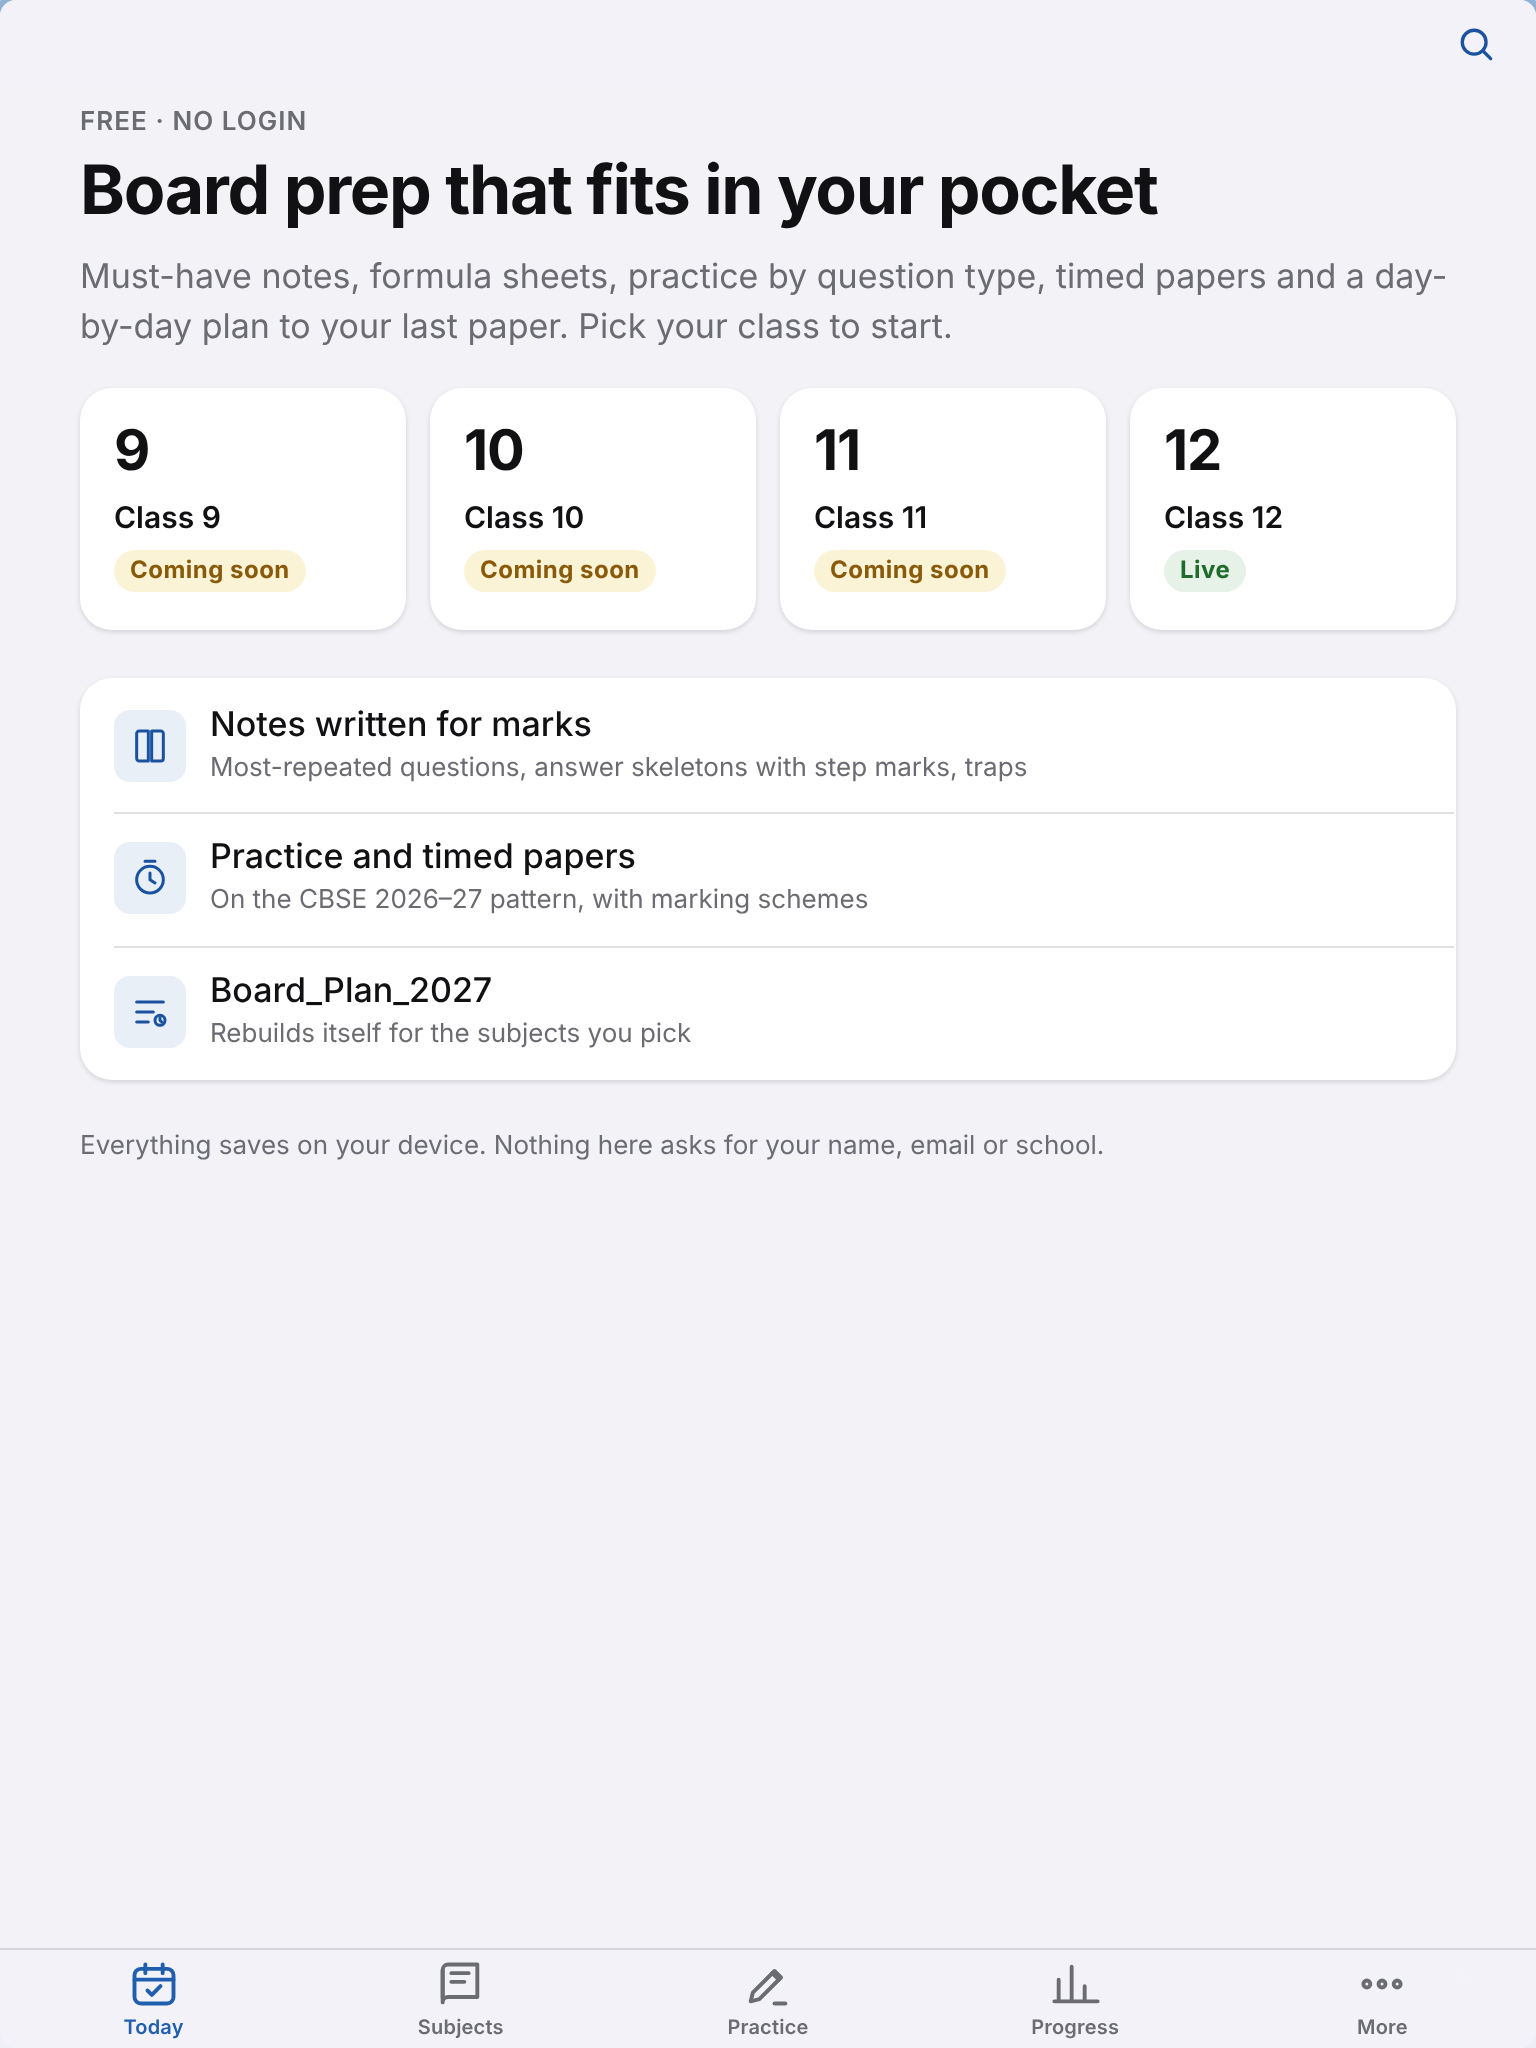 FREE · NO LOGIN
Board prep that fits in your pocket
Must-have notes, formula sheets, practice by question type, timed papers and a day-
by-day plan to your last paper. Pick your class to start.
9
Class 9
Coming soon
10
Class 10
Coming soon
11
Class 11
Coming soon
12
Class 12
Live
Notes written for marks
Most-repeated questions, answer skeletons with step marks, traps
Practice and timed papers
On the CBSE 2026–27 pattern, with marking schemes
Board_Plan_2027
Rebuilds itself for the subjects you pick
Everything saves on your device. Nothing here asks for your name, email or school.
Today
Subjects
Practice
Progress
More